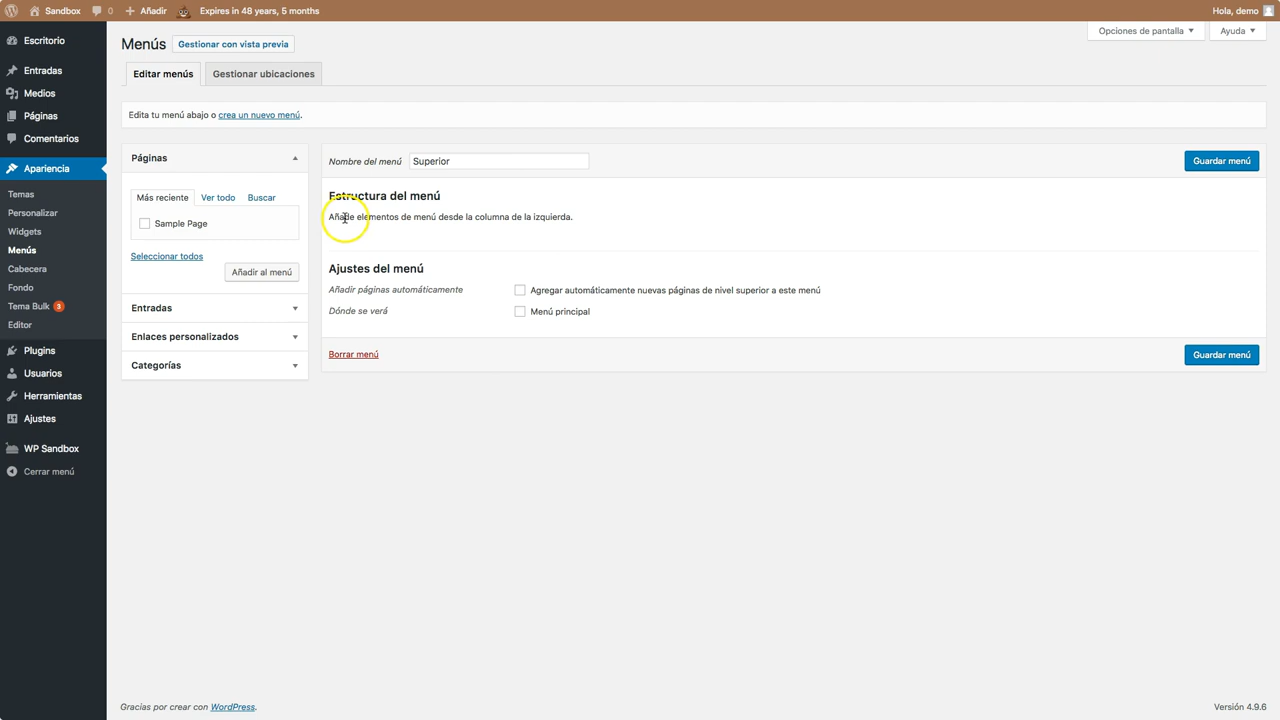 Sandbox 0 Añadir Expires in 48 years, 5 months Hola, demo
Opciones de pantalla Ayuda
Escritorio
Entradas
Medios
Páginas
Comentarios
Apariencia
Temas
Personalizar
Widgets
Menús
Cabecera
Fondo
Tema Bulk 3
Editor
Plugins
Usuarios
Herramientas
Ajustes
WP Sandbox
Cerrar menú
Menús Gestionar con vista previa
Editar menús Gestionar ubicaciones
Edita tu menú abajo o crea un nuevo menú.
Páginas
Más reciente Ver todo Buscar
Sample Page
Seleccionar todos
Añadir al menú
Entradas
Enlaces personalizados
Categorías
Nombre del menú Superior Guardar menú
Estructura del menú
Añade elementos de menú desde la columna de la izquierda.
Ajustes del menú
Añadir páginas automáticamente Agregar automáticamente nuevas páginas de nivel superior a este menú
Dónde se verá Menú principal
Borrar menú Guardar menú
Gracias por crear con WordPress. Versión 4.9.6